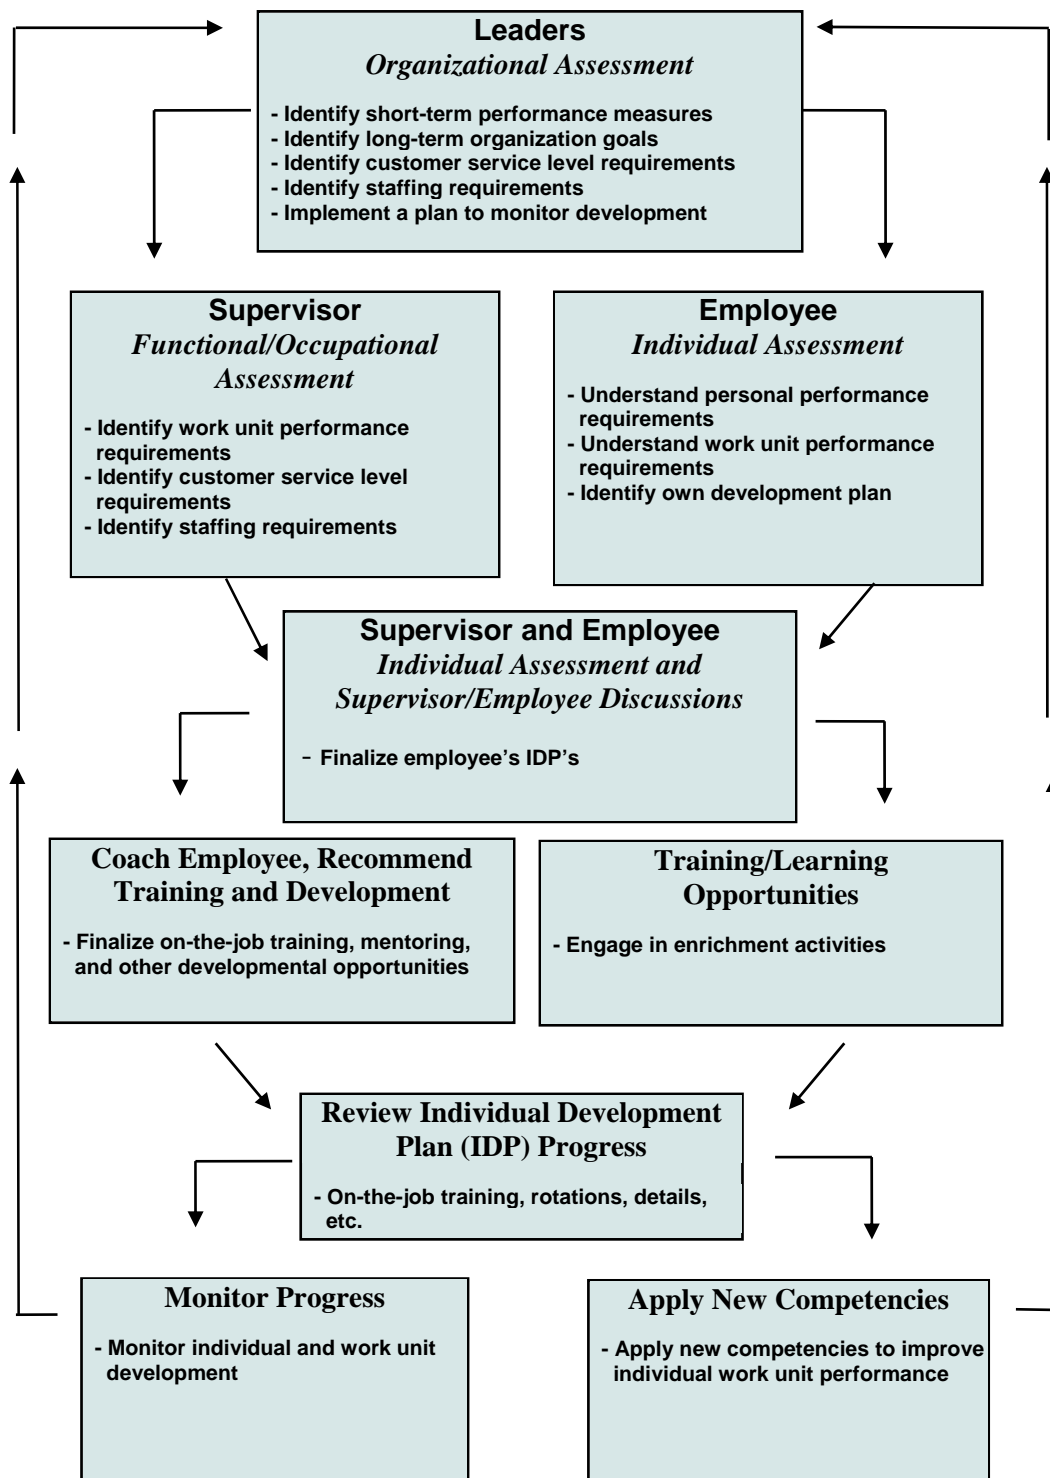 Leaders
Organizational Assessment
- Identify short-term performance measures
- Identify long-term organization goals
- Identify customer service level requirements
- Identify staffing requirements
- Implement a plan to monitor development
Supervisor
Functional/Occupational
Assessment
- Identify work unit performance
requirements
- Identify customer service level
requirements
- Identify staffing requirements
Employee
Individual Assessment
- Understand personal performance
requirements
- Understand work unit performance
requirements
- Identify own development plan
Supervisor and Employee
Individual Assessment and
Supervisor/Employee Discussions
- Finalize employee’s IDP’s
Coach Employee, Recommend
Training and Development
- Finalize on-the-job training, mentoring,
and other developmental opportunities
Training/Learning
Opportunities
- Engage in enrichment activities
Review Individual Development
Plan (IDP) Progress
- On-the-job training, rotations, details,
etc.
Monitor Progress
- Monitor individual and work unit
development
Apply New Competencies
- Apply new competencies to improve
individual work unit performance